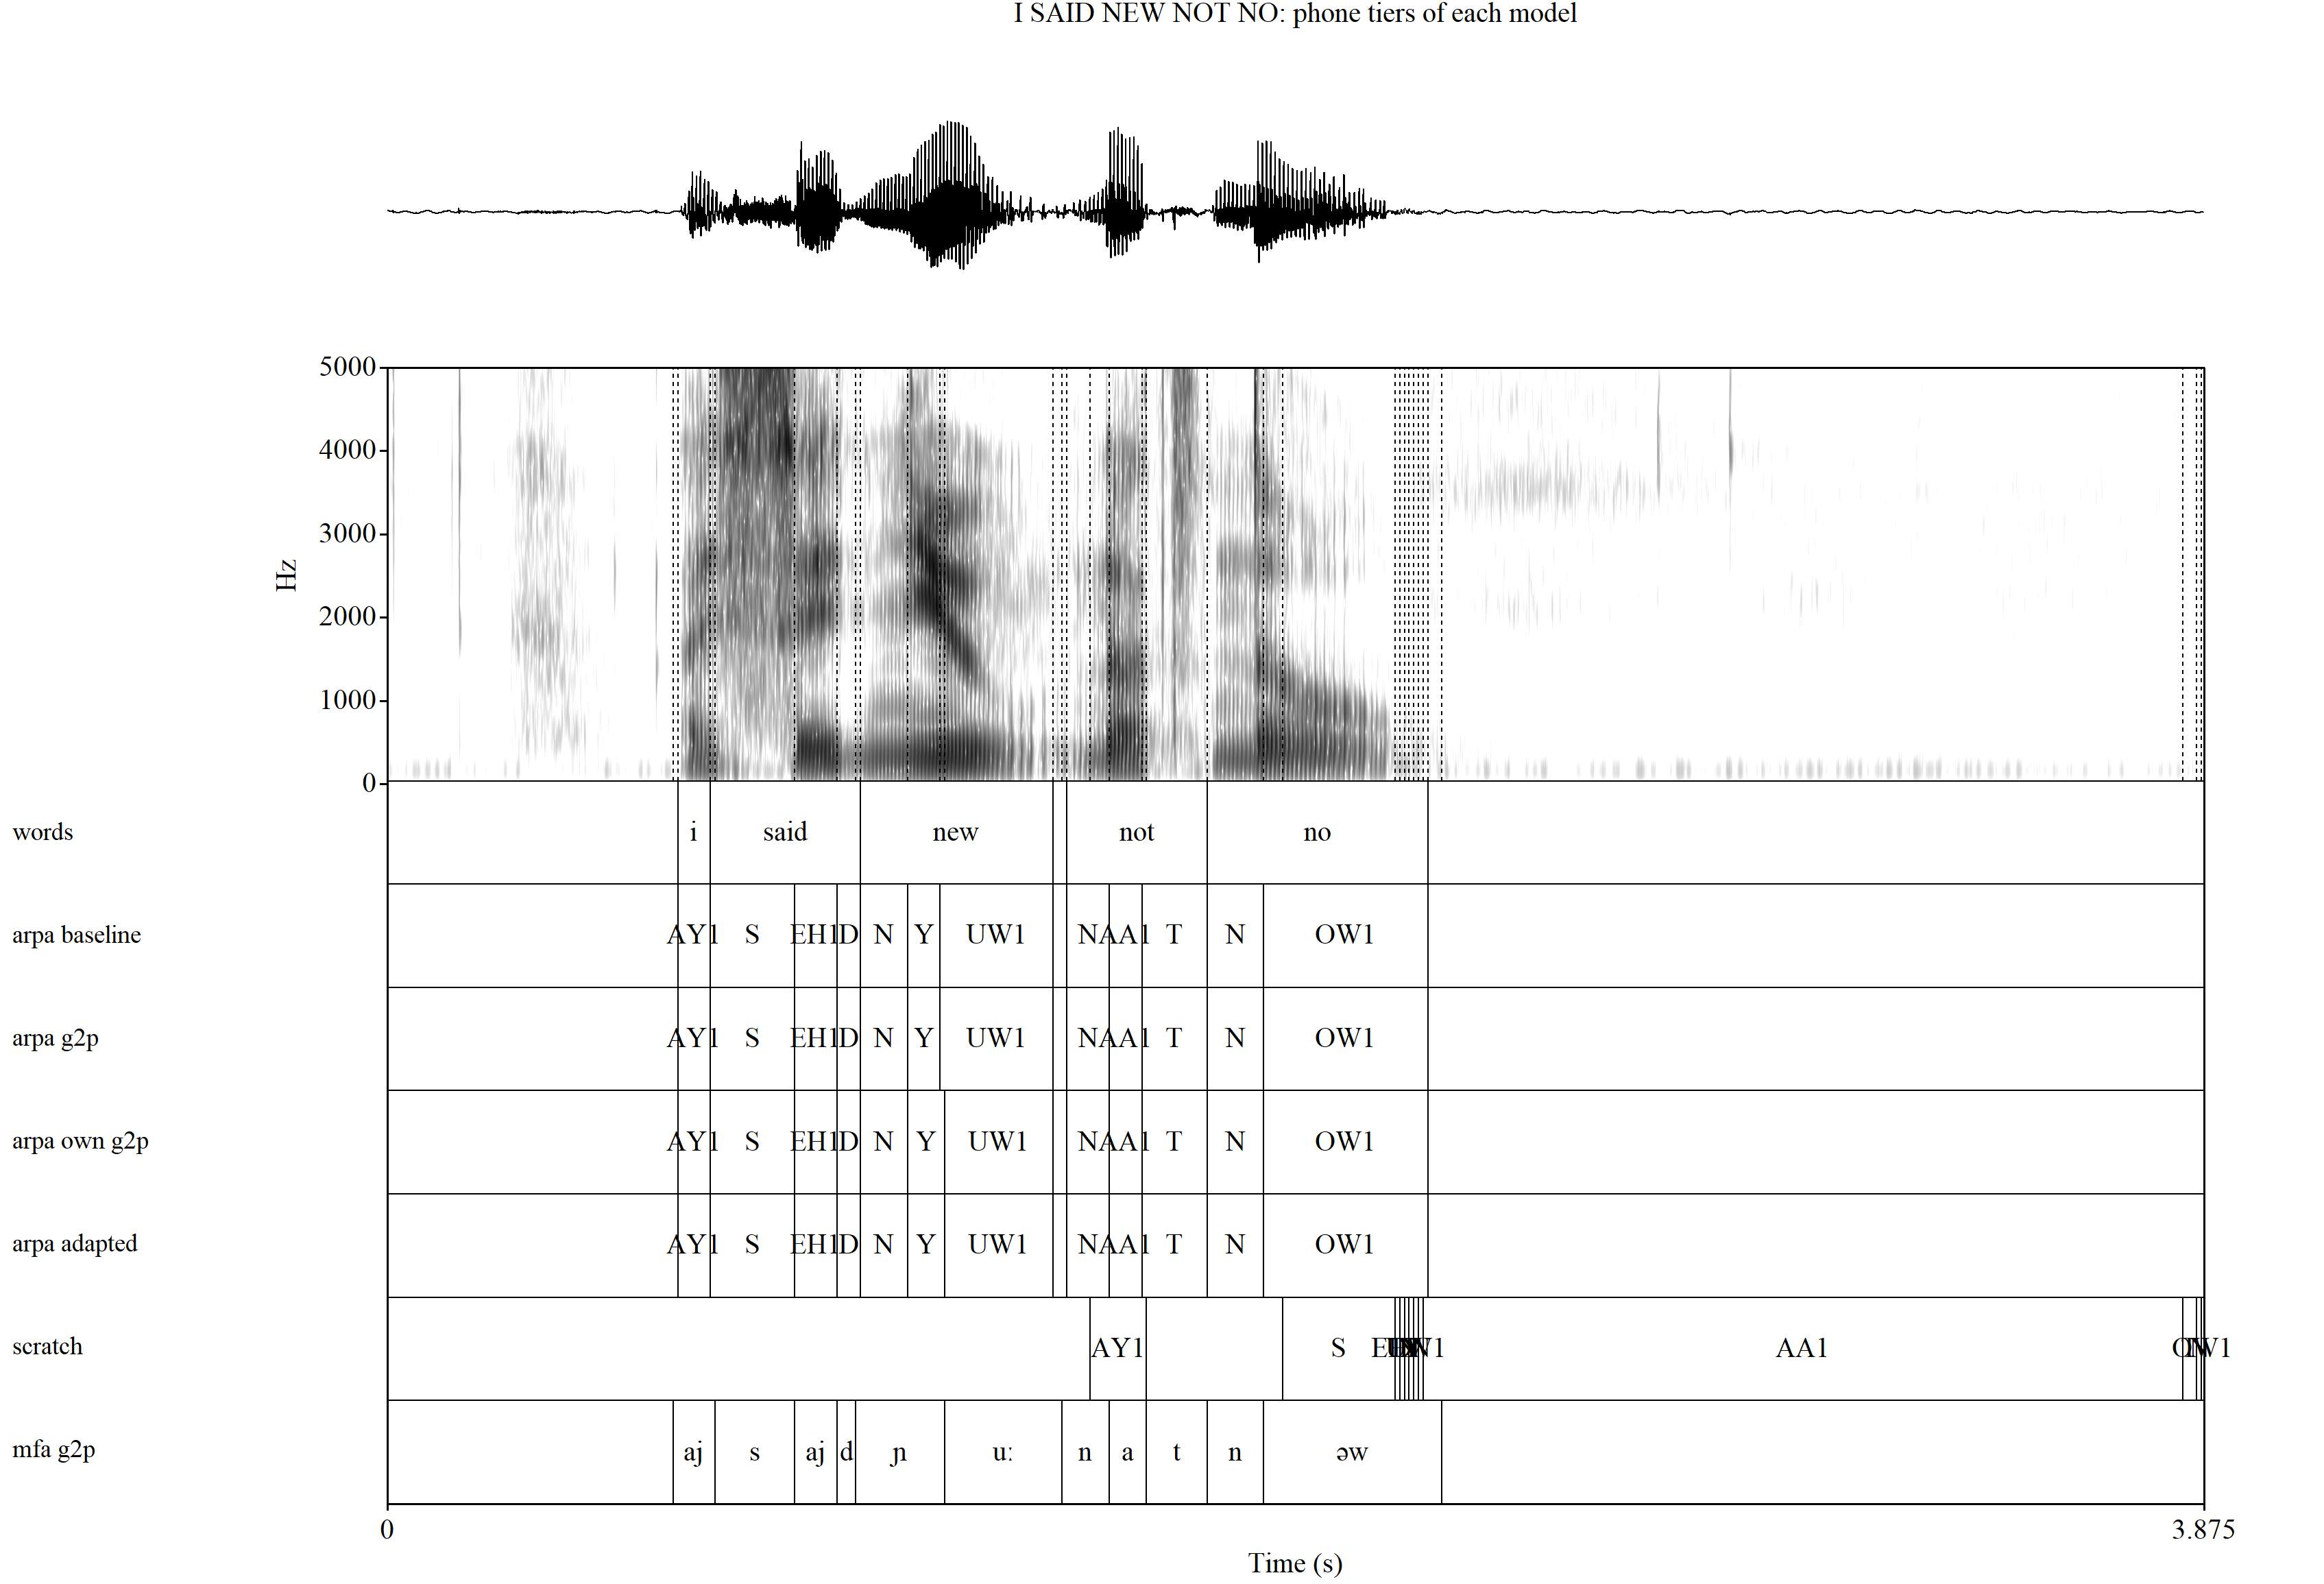 I SAID NEW NOT NO: phone tiers of each model
5000
4000
3000
2000
1000
0
Hz
words i said new not no
arpa baseline AY1 S EH1 D N Y UW1 N AA1 T N OW1
arpa g2p AY1 S EH1 D N Y UW1 N AA1 T N OW1
arpa own g2p AY1 S EH1 D N Y UW1 N AA1 T N OW1
arpa adapted AY1 S EH1 D N Y UW1 N AA1 T N OW1
scratch AY1 S AA1
mfa g2p aj s aj d ɲ uː n a t n əw
0 3.875
Time (s)